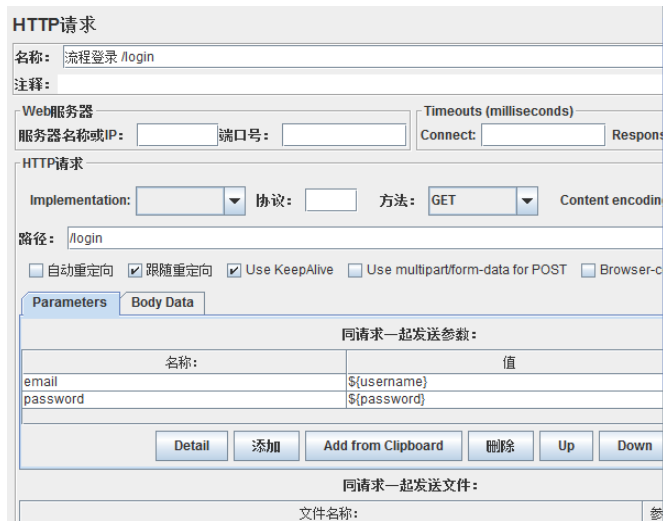 HTTP请求
名称： 流程登录 /login
注释：
Web服务器 Timeouts (milliseconds)
服务器名称或IP： 端口号： Connect: Respons
HTTP请求
Implementation: 协议： 方法： GET Content encodin
路径： /login
自动重定向 跟随重定向 Use KeepAlive Use multipart/form-data for POST Browser-c
Parameters Body Data
同请求一起发送参数：
名称： 值
email ${username}
password ${password}
Detail 添加 Add from Clipboard 删除 Up Down
同请求一起发送文件：
文件名称： 参